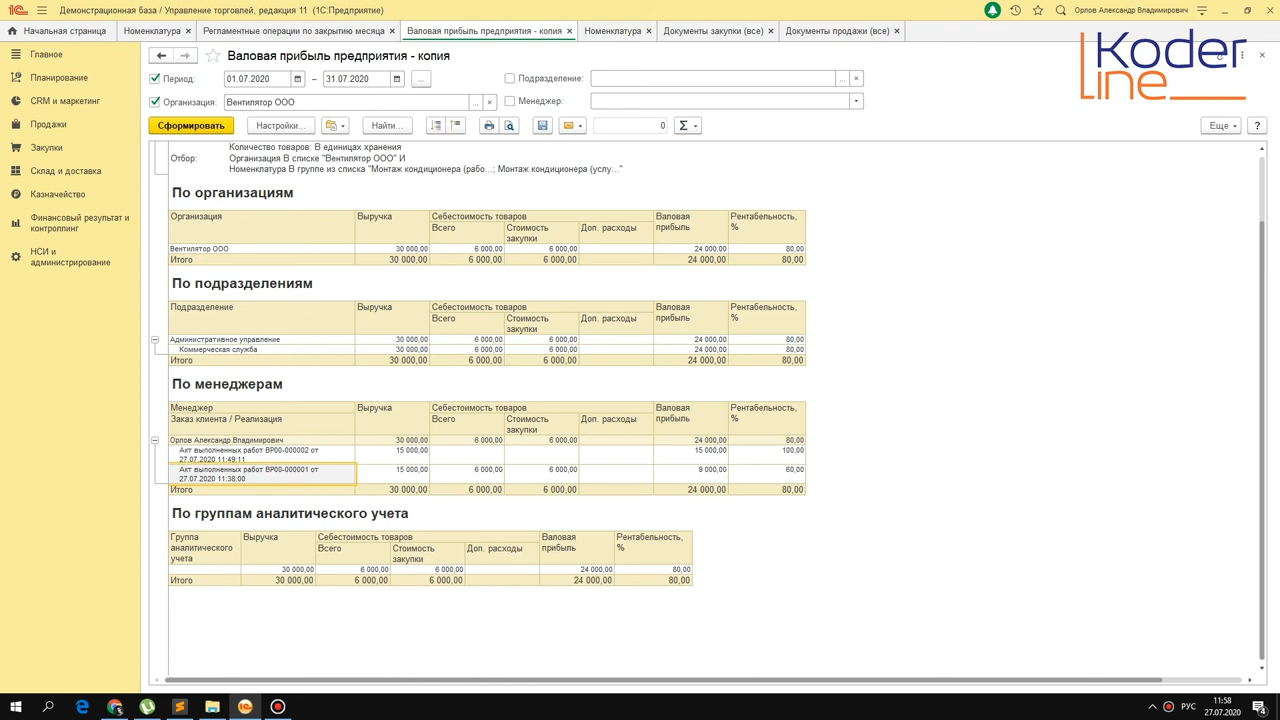 Демонстрационная база / Управление торговлей, редакция 11 (1С:Предприятие)
Орлов Александр Владимирович
Начальная страница
Номенклатура ×
Регламентные операции по закрытию месяца ×
Валовая прибыль предприятия - копия ×
Номенклатура ×
Документы закупки (все) ×
Документы продажи (все) ×
Главное
Планирование
CRM и маркетинг
Продажи
Закупки
Склад и доставка
Казначейство
Финансовый результат и
контроллинг
НСИ и
администрирование
Валовая прибыль предприятия - копия
Koder
line
Период: 01.07.2020 – 31.07.2020 ...
Подразделение: ...
Организация: Вентилятор ООО ...
Менеджер:
Сформировать Настройки... Найти... 0 Σ Еще ?
Количество товаров: В единицах хранения
Отбор: Организация В списке "Вентилятор ООО" И
Номенклатура В группе из списка "Монтаж кондиционера (рабо...; Монтаж кондиционера (услу..."
По организациям
Организация Выручка Себестоимость товаров Валовая прибыль Рентабельность, %
Всего Стоимость закупки Доп. расходы
Вентилятор ООО 30 000,00 6 000,00 6 000,00 24 000,00 80,00
Итого 30 000,00 6 000,00 6 000,00 24 000,00 80,00
По подразделениям
Подразделение Выручка Себестоимость товаров Валовая прибыль Рентабельность, %
Всего Стоимость закупки Доп. расходы
Административное управление 30 000,00 6 000,00 6 000,00 24 000,00 80,00
Коммерческая служба 30 000,00 6 000,00 6 000,00 24 000,00 80,00
Итого 30 000,00 6 000,00 6 000,00 24 000,00 80,00
По менеджерам
Менеджер Выручка Себестоимость товаров Валовая прибыль Рентабельность, %
Заказ клиента / Реализация Всего Стоимость закупки Доп. расходы
Орлов Александр Владимирович 30 000,00 6 000,00 6 000,00 24 000,00 80,00
Акт выполненных работ ВР00-000002 от 15 000,00 15 000,00 100,00
27.07.2020 11:49:11
Акт выполненных работ ВР00-000001 от 15 000,00 6 000,00 6 000,00 9 000,00 60,00
27.07.2020 11:38:00
Итого 30 000,00 6 000,00 6 000,00 24 000,00 80,00
По группам аналитического учета
Группа аналитического учета Выручка Себестоимость товаров Валовая прибыль Рентабельность, %
Всего Стоимость закупки Доп. расходы
30 000,00 6 000,00 6 000,00 24 000,00 80,00
Итого 30 000,00 6 000,00 6 000,00 24 000,00 80,00
РУС
11:58
27.07.2020
4